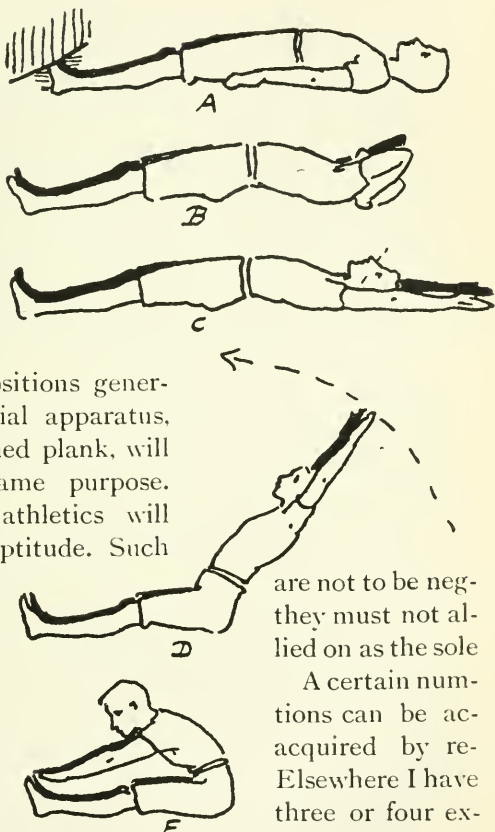 A
B
C
ositions gener-
ial apparatus,
ed plank, will
ame purpose.
athletics will
ptitude. Such
D
are not to be neg-
they must not al-
lied on as the sole
A certain num-
tions can be ac-
acquired by re-
Elsewhere I have
three or four ex-
E